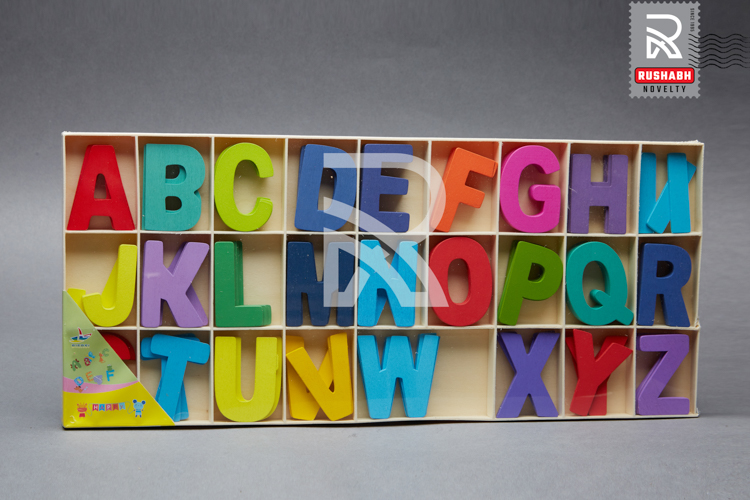 RUSHABH
NOVELTY
A B C D E F G H I
J K L M N O P Q R
T U V W X Y Z